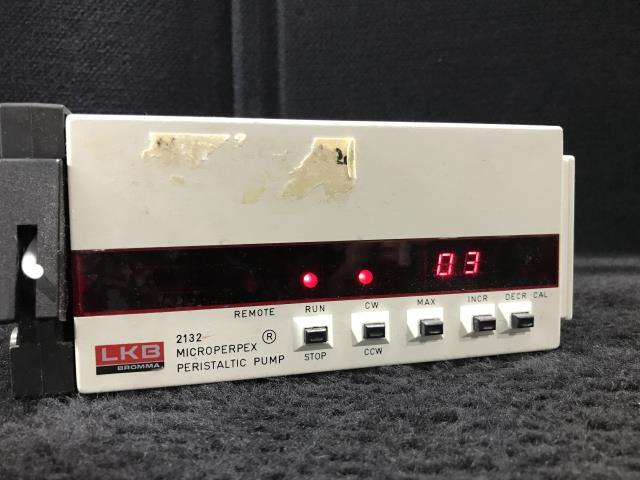 03
REMOTE RUN CW MAX INCR DECR CAL
STOP CCW
LKB
BROMMA
2132
MICROPERPEX ®
PERISTALTIC PUMP